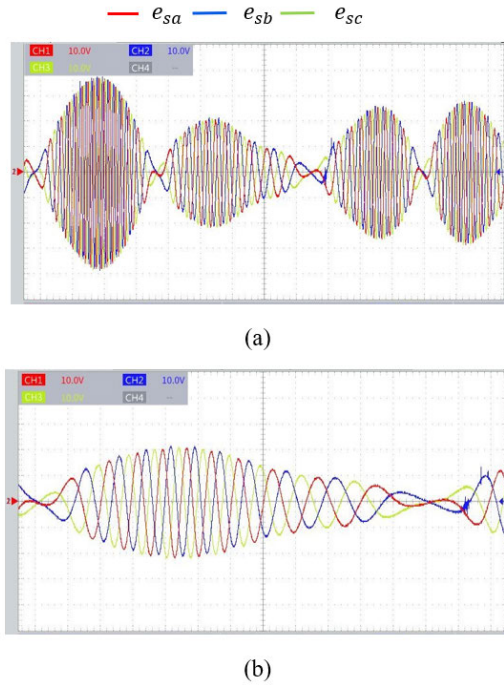 e_sa e_sb e_sc
CH1 10.0V CH2 10.0V
CH3 10.0V CH4 --
2
(a)
CH1 10.0V CH2 10.0V
CH3 10.0V CH4 --
2
(b)